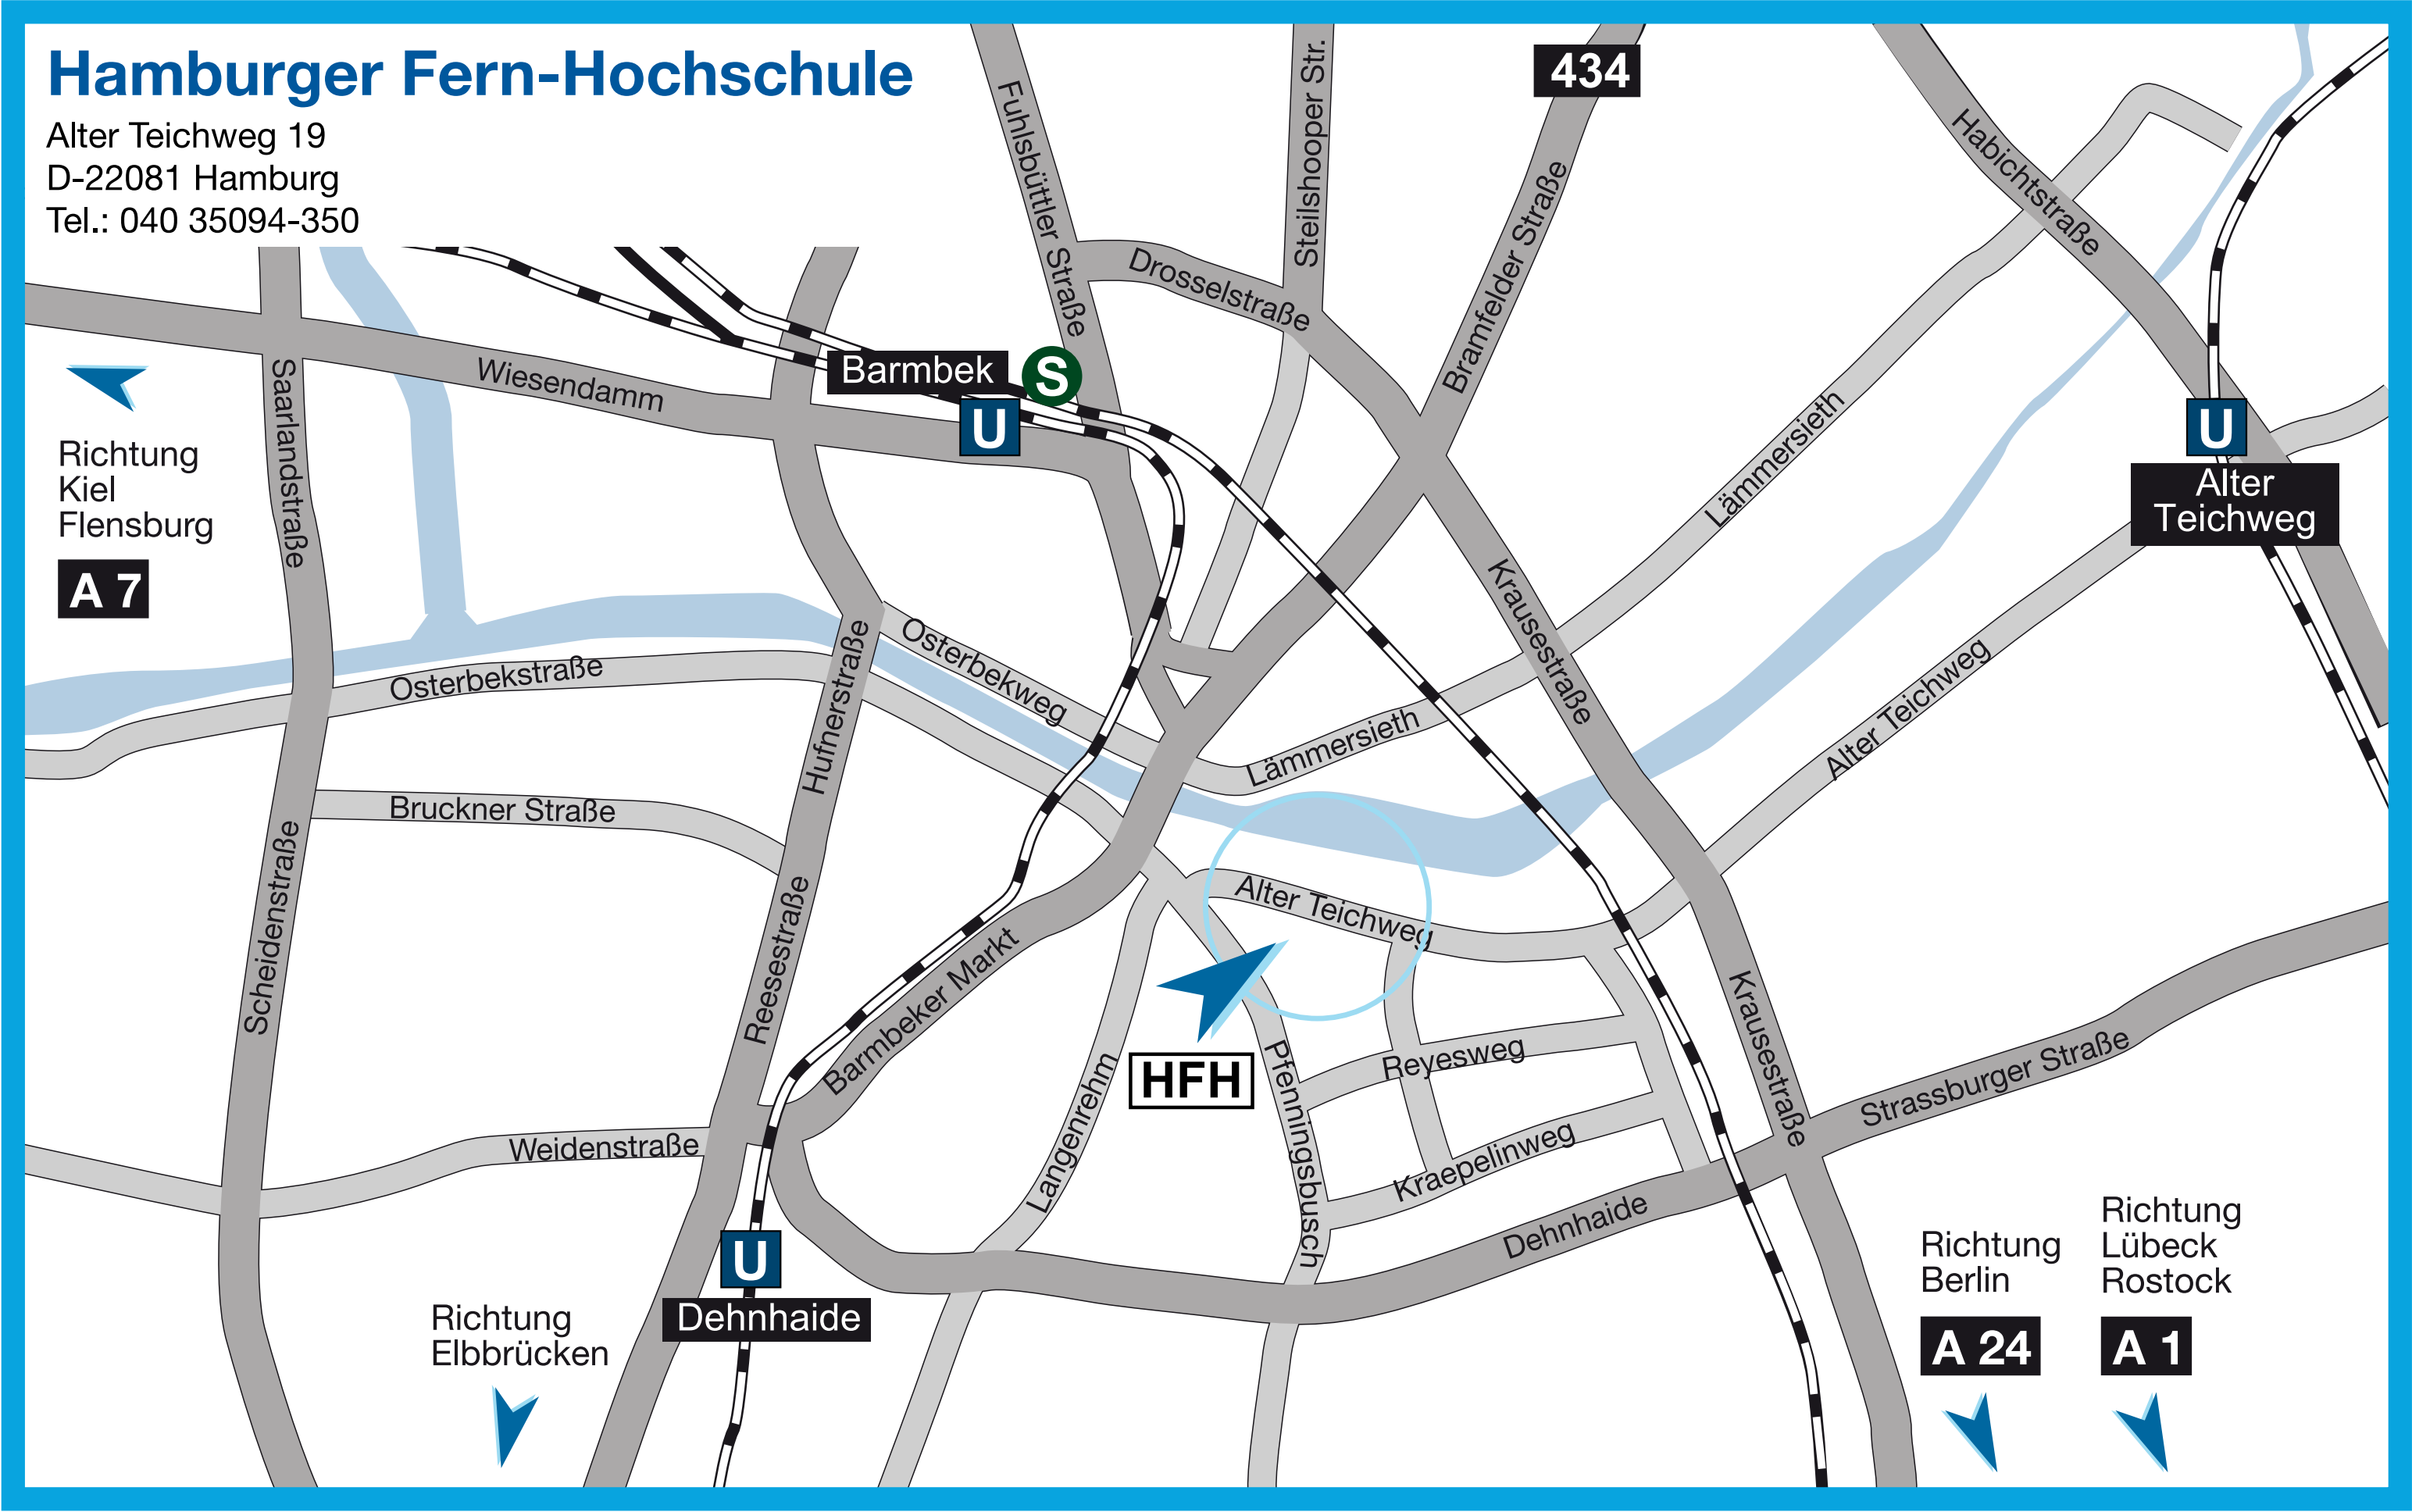 Hamburger Fern-Hochschule
Alter Teichweg 19
D-22081 Hamburg
Tel.: 040 35094-350
434
Fuhlsbüttler Straße
Steilshooper Str.
Bramfelder Straße
Habichtstraße
Drosselstraße
Wiesendamm
Saarlandstraße
Barmbek
S
U
U
Alter
Teichweg
Richtung
Kiel
Flensburg
A 7
Lämmersieth
Krausestraße
Osterbekstraße
Osterbekweg
Hufnerstraße
Lämmersieth
Alter Teichweg
Bruckner Straße
Scheidenstraße
Reesestraße
Barmbeker Markt
Alter Teichweg
Krausestraße
HFH
Langenrehm
Pfenningsbusch
Reyesweg
Kraepelinweg
Strassburger Straße
Weidenstraße
Dehnhaide
U
Dehnhaide
Richtung
Elbbrücken
Richtung
Berlin
A 24
Richtung
Lübeck
Rostock
A 1